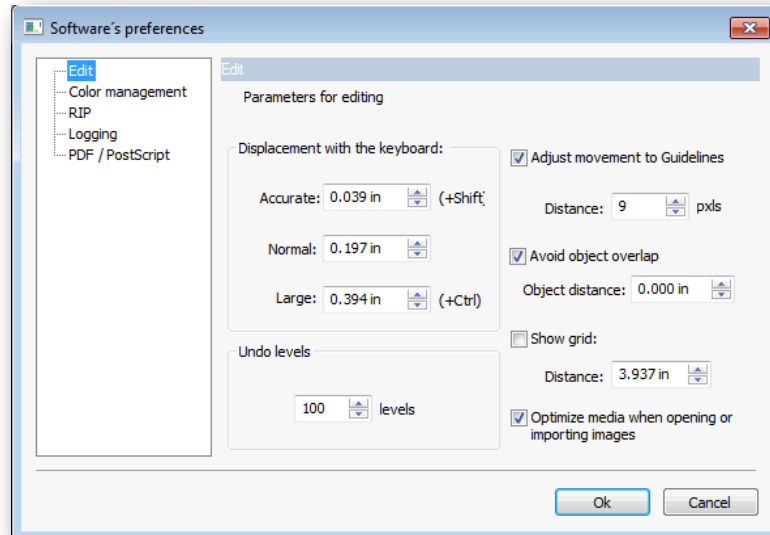 Software´s preferences
Edit
Color management
RIP
Logging
PDF / PostScript
Edit
Parameters for editing
Displacement with the keyboard:
Accurate: 0.039 in (+Shift)
Normal: 0.197 in
Large: 0.394 in (+Ctrl)
Undo levels
100 levels
Adjust movement to Guidelines
Distance: 9 pxls
Avoid object overlap
Object distance: 0.000 in
Show grid:
Distance: 3.937 in
Optimize media when opening or
importing images
Ok Cancel